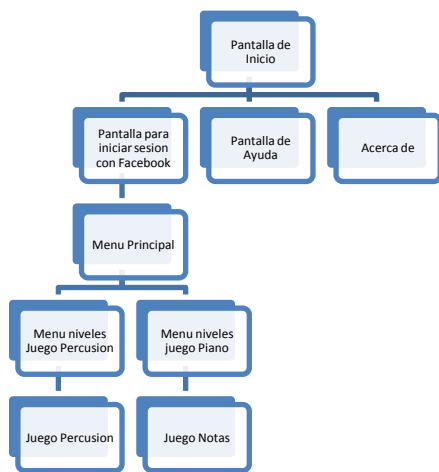 Pantalla de
Inicio
Pantalla para
iniciar sesion
con Facebook
Pantalla de
Ayuda
Acerca de
Menu Principal
Menu niveles
Juego Percusion
Menu niveles
juego Piano
Juego Percusion
Juego Notas